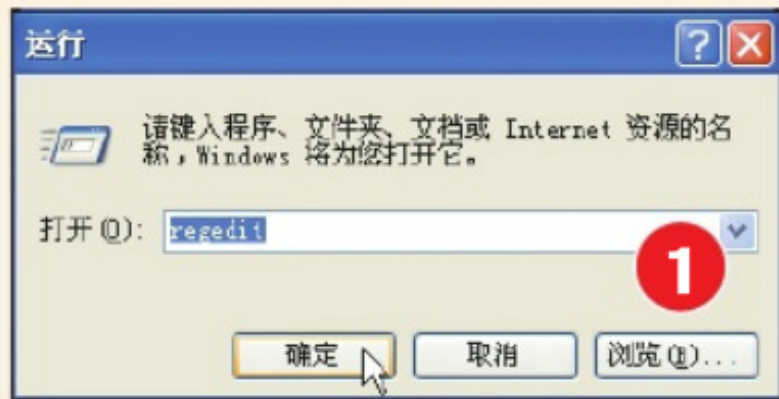 运行
请键入程序、文件夹、文档或 Internet 资源的名
称，Windows 将为您打开它。
打开(O): regedit
1
确定 取消 浏览(B)...